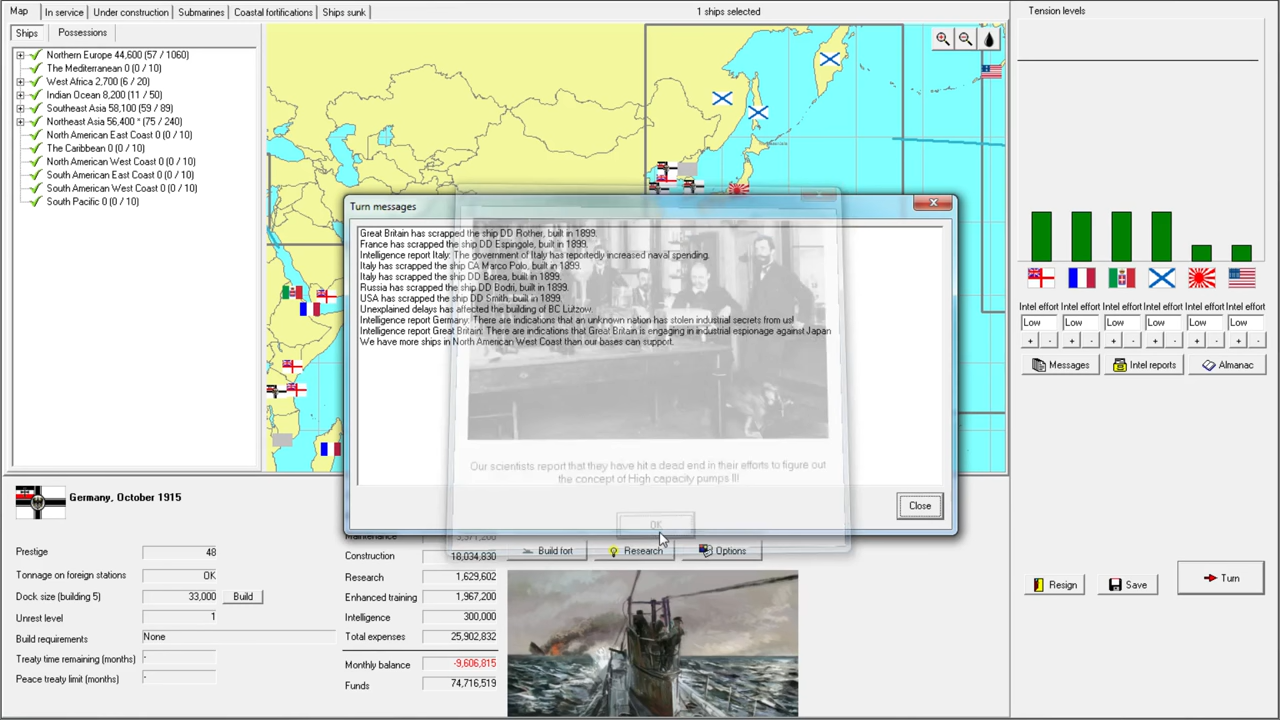 Map
In service
Under construction
Submarines
Coastal fortifications
Ships sunk
1 ships selected
Tension levels
Ships
Possessions
Northern Europe 44,600 (57 / 1060)
The Mediterranean 0 (0 / 10)
West Africa 2,700 (6 / 20)
Indian Ocean 8,200 (11 / 50)
Southeast Asia 58,100 (59 / 89)
Northeast Asia 56,400 * (75 / 240)
North American East Coast 0 (0 / 10)
The Caribbean 0 (0 / 10)
North American West Coast 0 (0 / 10)
South American East Coast 0 (0 / 10)
South American West Coast 0 (0 / 10)
South Pacific 0 (0 / 10)
Turn messages
Great Britain has scrapped the ship DD Rother, built in 1899.
France has scrapped the ship DD Espingole, built in 1899.
Intelligence report Italy: The government of Italy has reportedly increased naval spending.
Italy has scrapped the ship CA Marco Polo, built in 1899.
Italy has scrapped the ship DD Borea, built in 1899.
Russia has scrapped the ship DD Bodri, built in 1899.
USA has scrapped the ship DD Smith, built in 1899.
Unexplained delays has affected the building of BC Lützow.
Intelligence report Germany: There are indications that an unknown nation has stolen industrial secrets from us!
Intelligence report Great Britain: There are indications that Great Britain is engaging in industrial espionage against Japan
We have more ships in North American West Coast than our bases can support.
Our scientists report that they have hit a dead end in their efforts to figure out
the concept of High capacity pumps III!
OK
Close
Intel effort Intel effort Intel effort Intel effort Intel effort Intel effort
Low Low Low Low Low Low
+ - + - + - + - + - + -
Messages
Intel reports
Almanac
Germany, October 1915
Prestige 48
Tonnage on foreign stations OK
Dock size (building 5) 33,000 Build
Unrest level 1
Build requirements None
Treaty time remaining (months) -
Peace treaty limit (months) -
Maintenance
Construction 18,034,830
Research 1,629,602
Enhanced training 1,967,200
Intelligence 300,000
Total expenses 25,902,832
Monthly balance -9,606,815
Funds 74,716,519
Build fort
Research
Options
Resign
Save
Turn